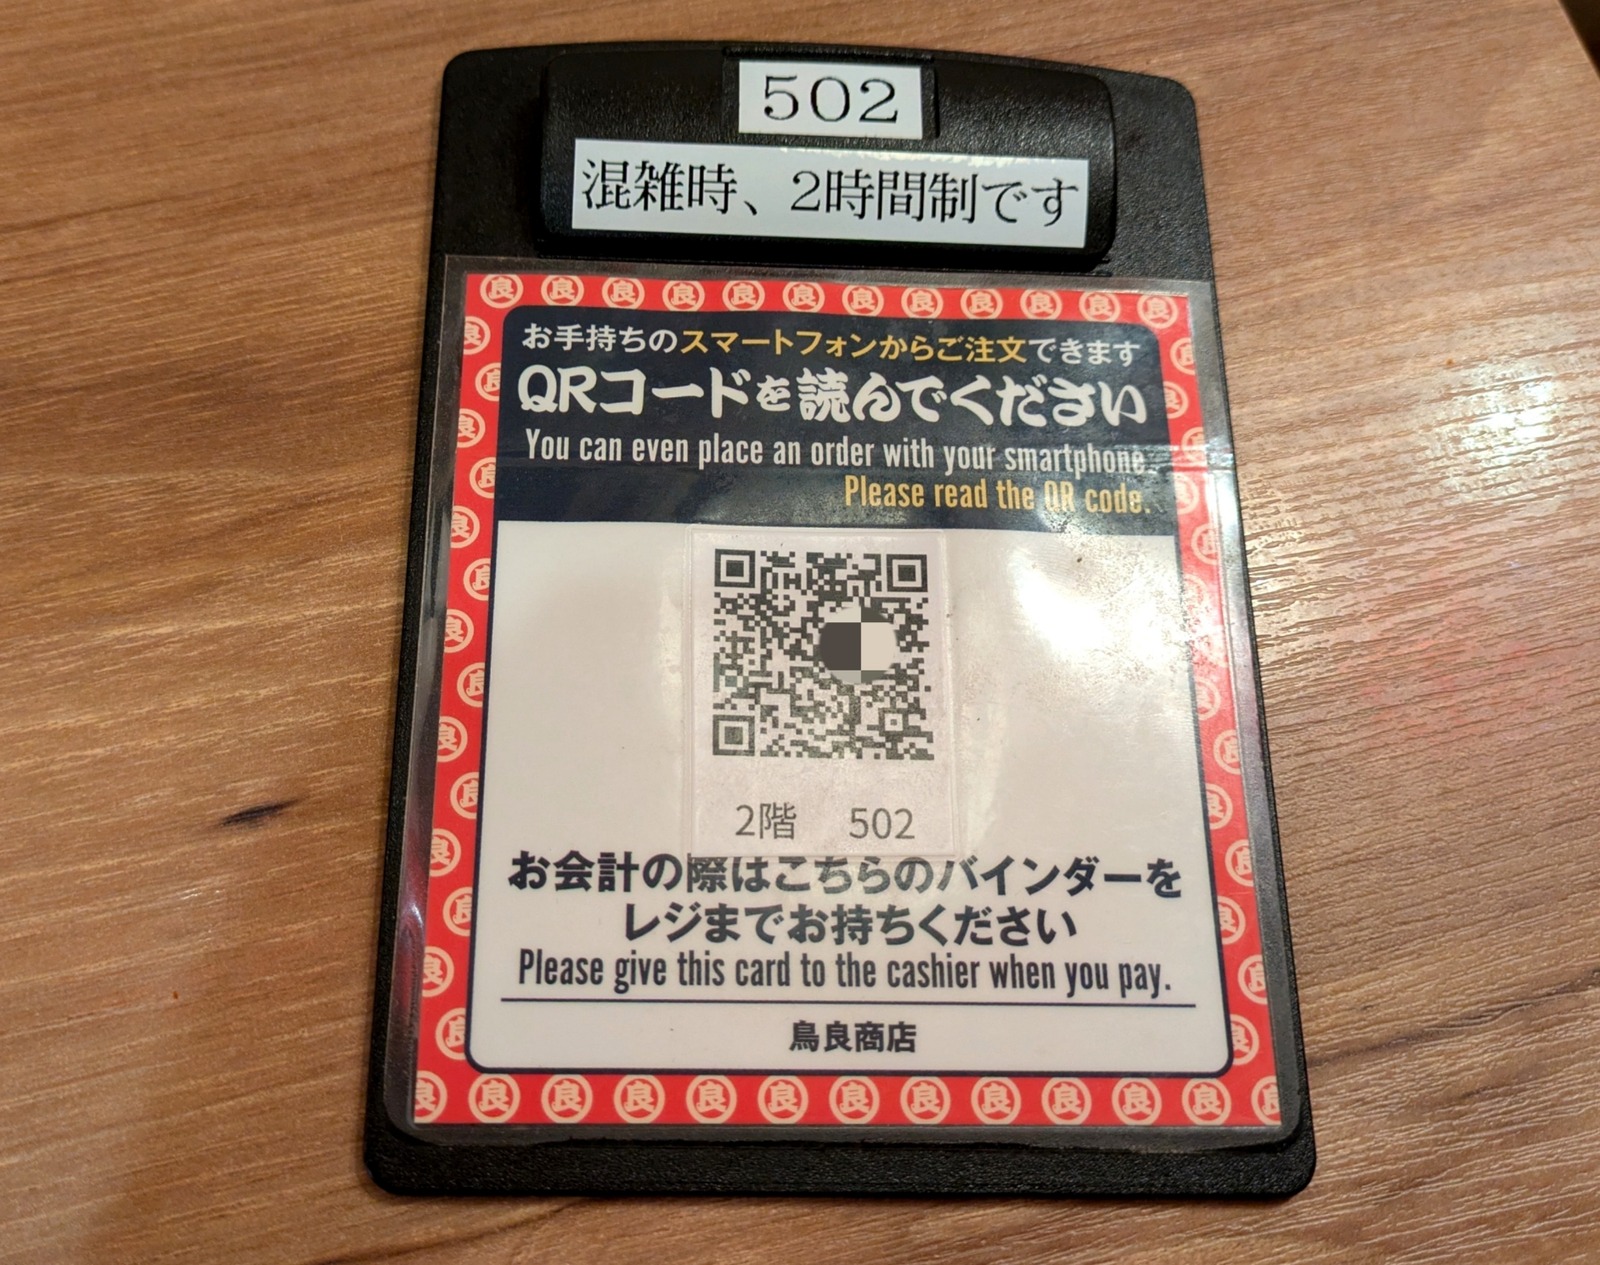 502
混雑時、2時間制です
お手持ちのスマートフォンからご注文できます
QRコードを読んでください
You can even place an order with your smartphone.
Please read the QR code.
2階 502
お会計の際はこちらのバインダーを
レジまでお持ちください
Please give this card to the cashier when you pay.
鳥良商店